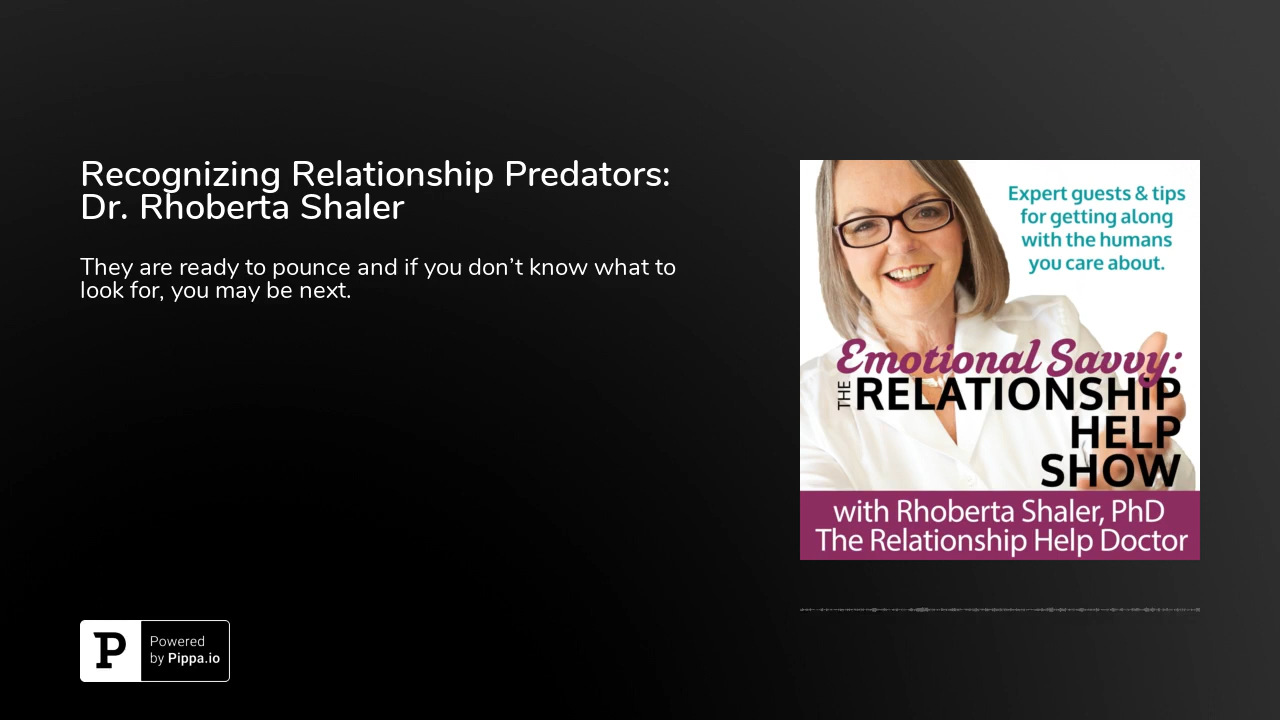 Recognizing Relationship Predators:
Dr. Rhoberta Shaler
They are ready to pounce and if you don’t know what to
look for, you may be next.
Expert guests & tips
for getting along
with the humans
you care about.
Emotional Savvy:
THE RELATIONSHIP
HELP
SHOW
with Rhoberta Shaler, PhD
The Relationship Help Doctor
P
Powered
by Pippa.io